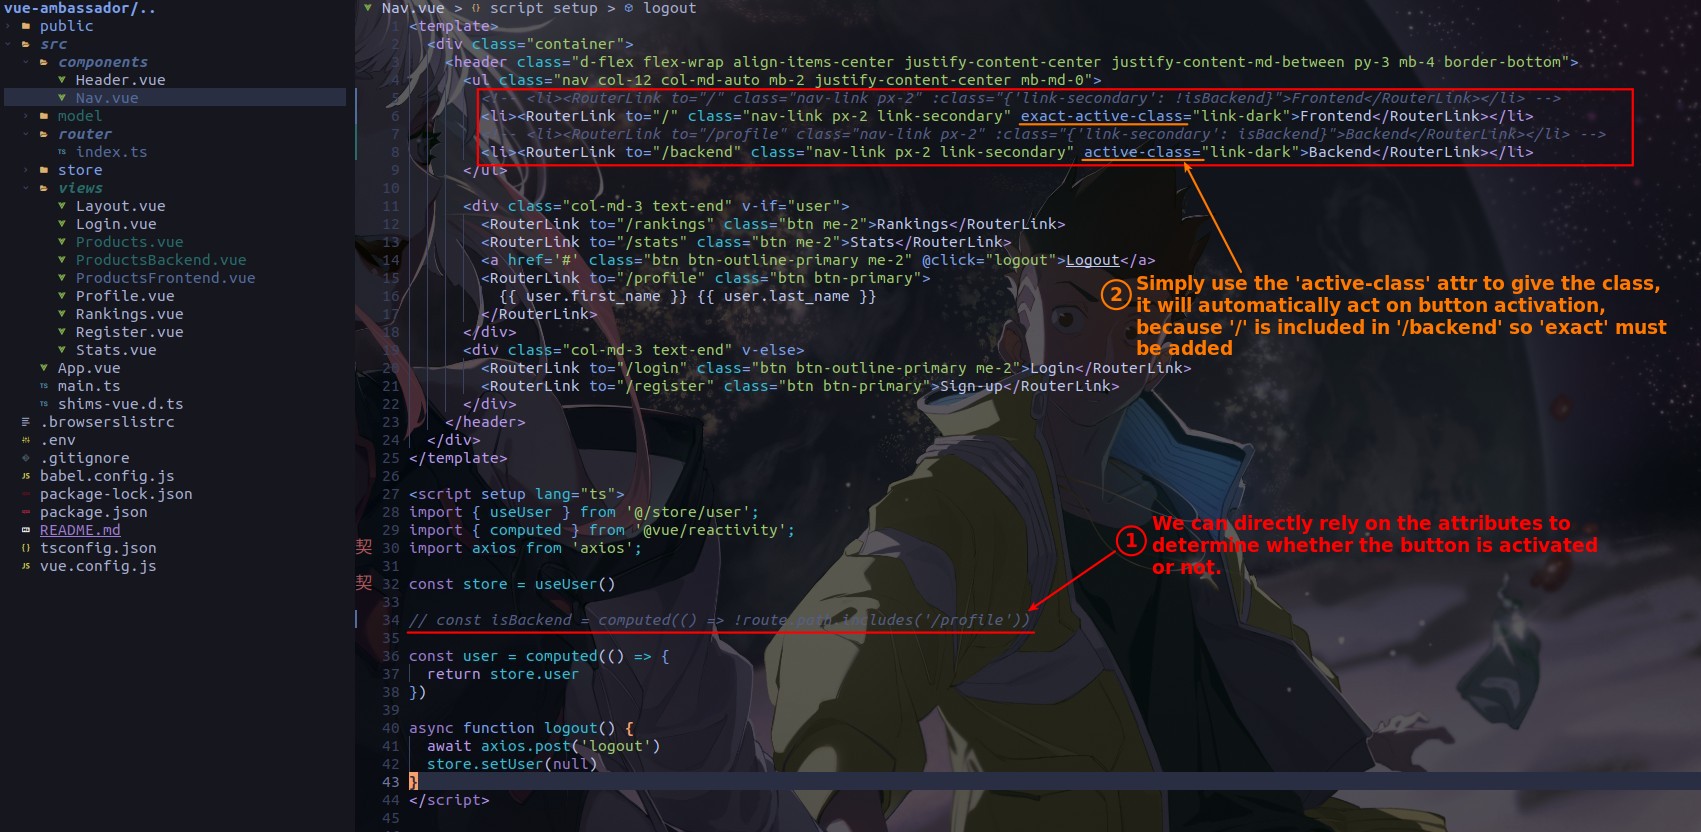 vue-ambassador/..
public
src
components
Header.vue
Nav.vue
model
router
TS index.ts
store
views
Layout.vue
Login.vue
Products.vue
ProductsBackend.vue
ProductsFrontend.vue
Profile.vue
Rankings.vue
Register.vue
Stats.vue
App.vue
TS main.ts
TS shims-vue.d.ts
.browserslistrc
.env
.gitignore
JS babel.config.js
package-lock.json
package.json
README.md
{} tsconfig.json
JS vue.config.js
Nav.vue > {} script setup > logout
1 <template>
2 <div class="container">
3 <header class="d-flex flex-wrap align-items-center justify-content-center justify-content-md-between py-3 mb-4 border-bottom">
4 <ul class="nav col-12 col-md-auto mb-2 justify-content-center mb-md-0">
5 <!-- <li><RouterLink to="/" class="nav-link px-2" :class="{'link-secondary': !isBackend}">Frontend</RouterLink></li> -->
6 <li><RouterLink to="/" class="nav-link px-2 link-secondary" exact-active-class="link-dark">Frontend</RouterLink></li>
7 <!-- <li><RouterLink to="/profile" class="nav-link px-2" :class="{'link-secondary': isBackend}">Backend</RouterLink></li> -->
8 <li><RouterLink to="/backend" class="nav-link px-2 link-secondary" active-class="link-dark">Backend</RouterLink></li>
9 </ul>
10
11 <div class="col-md-3 text-end" v-if="user">
12 <RouterLink to="/rankings" class="btn me-2">Rankings</RouterLink>
13 <RouterLink to="/stats" class="btn me-2">Stats</RouterLink>
14 <a href='#' class="btn btn-outline-primary me-2" @click="logout">Logout</a>
15 <RouterLink to="/profile" class="btn btn-primary">
16 {{ user.first_name }} {{ user.last_name }}
17 </RouterLink>
18 </div>
19 <div class="col-md-3 text-end" v-else>
20 <RouterLink to="/login" class="btn btn-outline-primary me-2">Login</RouterLink>
21 <RouterLink to="/register" class="btn btn-primary">Sign-up</RouterLink>
22 </div>
23 </header>
24 </div>
25 </template>
26
27 <script setup lang="ts">
28 import { useUser } from '@/store/user';
29 import { computed } from '@vue/reactivity';
契 30 import axios from 'axios';
31
契 32 const store = useUser()
33
34 // const isBackend = computed(() => !route.path.includes('/profile'))
35
36 const user = computed(() => {
37 return store.user
38 })
39
40 async function logout() {
41 await axios.post('logout')
42 store.setUser(null)
43 }
44 </script>
45
② Simply use the 'active-class' attr to give the class,
it will automatically act on button activation,
because '/' is included in '/backend' so 'exact' must
be added
① We can directly rely on the attributes to
determine whether the button is activated
or not.